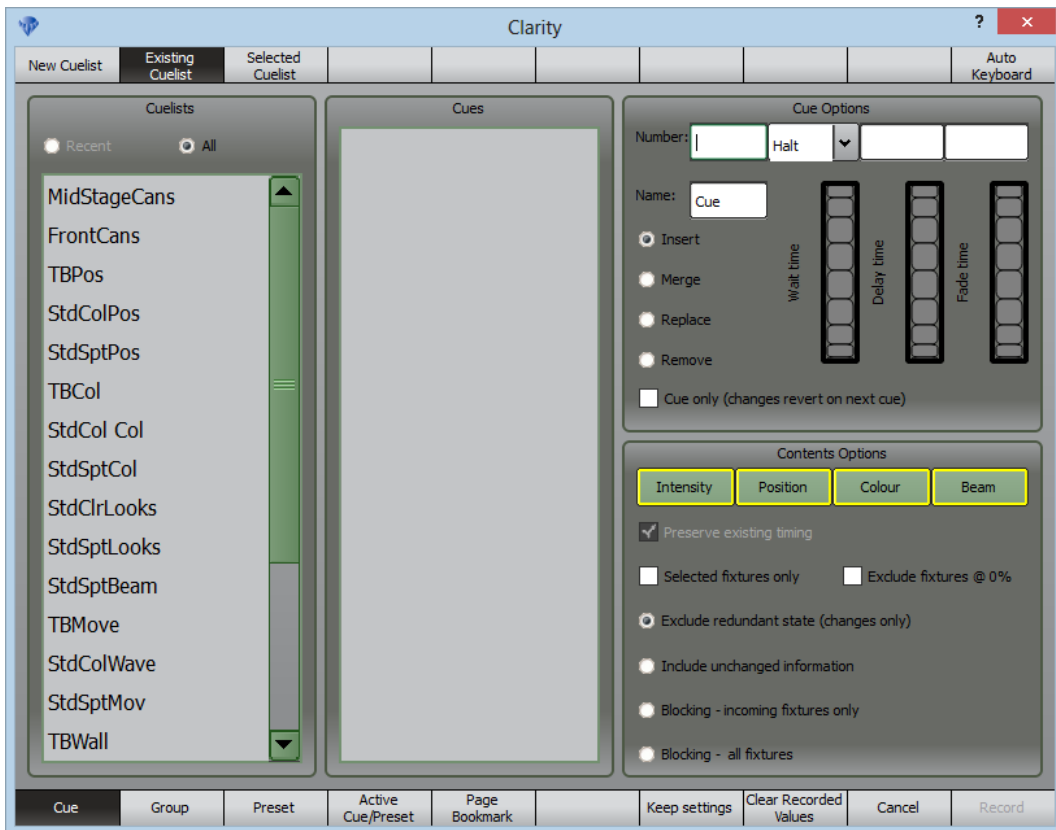 Clarity
?
New Cuelist
Existing
Cuelist
Selected
Cuelist
Auto
Keyboard
Cuelists
Recent
All
MidStageCans
FrontCans
TBPos
StdColPos
StdSptPos
TBCol
StdCol Col
StdSptCol
StdClrLooks
StdSptLooks
StdSptBeam
TBMove
StdColWave
StdSptMov
TBWall
Cues
Cue Options
Number:
Halt
Name:
Cue
Insert
Merge
Replace
Remove
Wait time
Delay time
Fade time
Cue only (changes revert on next cue)
Contents Options
Intensity
Position
Colour
Beam
Preserve existing timing
Selected fixtures only
Exclude fixtures @ 0%
Exclude redundant state (changes only)
Include unchanged information
Blocking - incoming fixtures only
Blocking - all fixtures
Cue
Group
Preset
Active
Cue/Preset
Page
Bookmark
Keep settings
Clear Recorded
Values
Cancel
Record